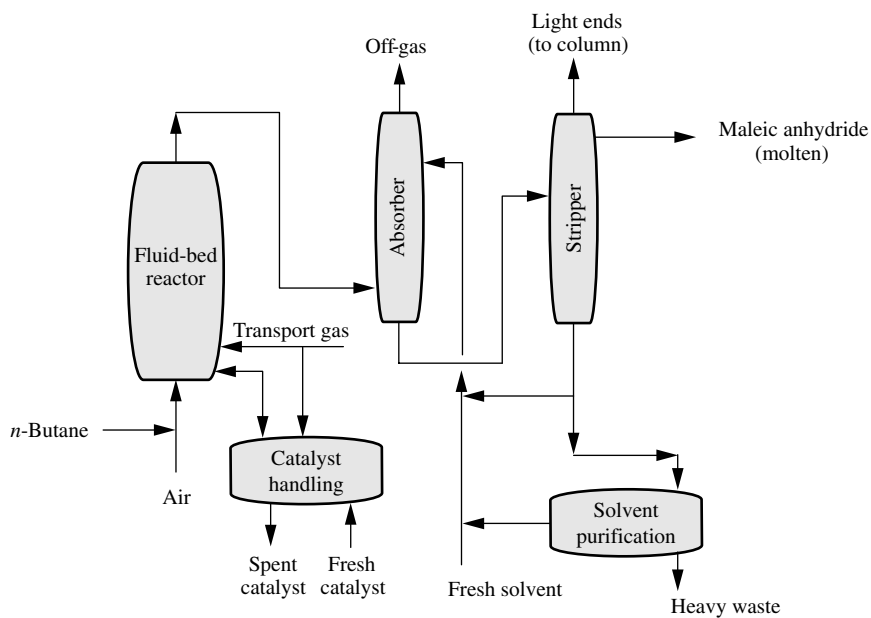 Light ends
(to column)
Off-gas
Maleic anhydride
(molten)
Absorber
Stripper
Fluid-bed
reactor
Transport gas
n-Butane
Air
Catalyst
handling
Spent
catalyst
Fresh
catalyst
Solvent
purification
Fresh solvent
Heavy waste